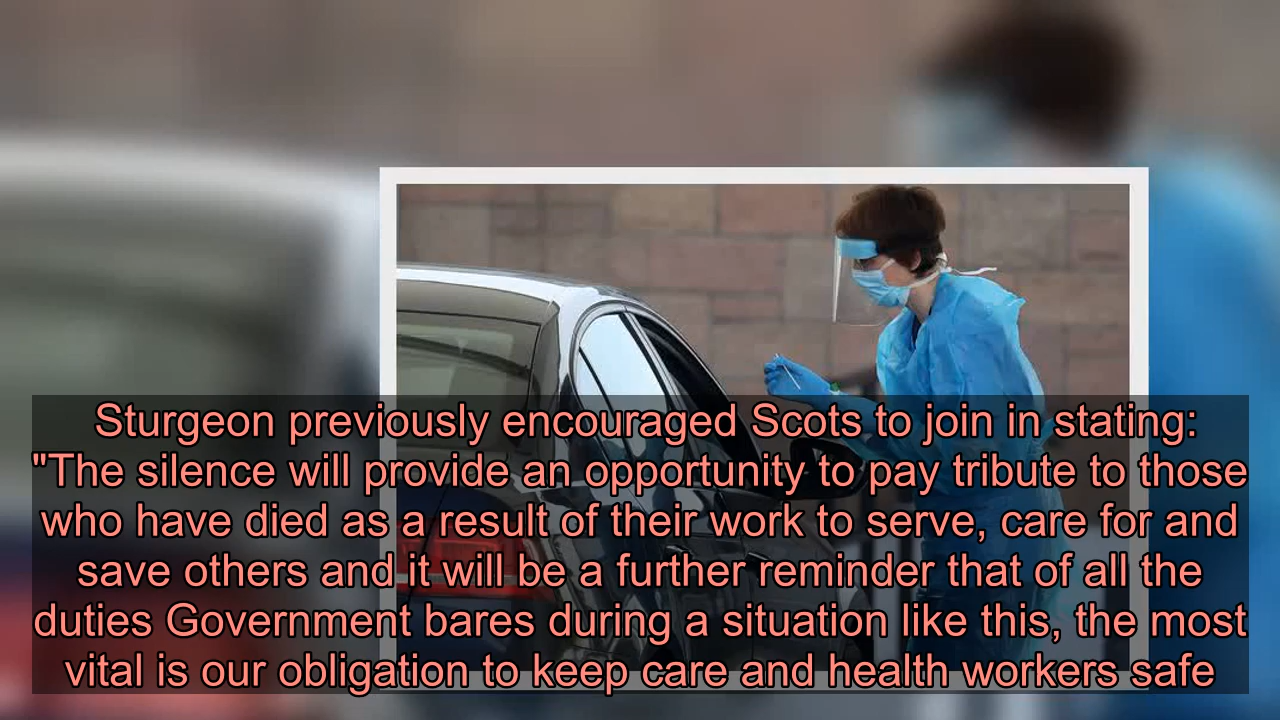 Sturgeon previously encouraged Scots to join in stating:
"The silence will provide an opportunity to pay tribute to those
who have died as a result of their work to serve, care for and
save others and it will be a further reminder that of all the
duties Government bares during a situation like this, the most
vital is our obligation to keep care and health workers safe